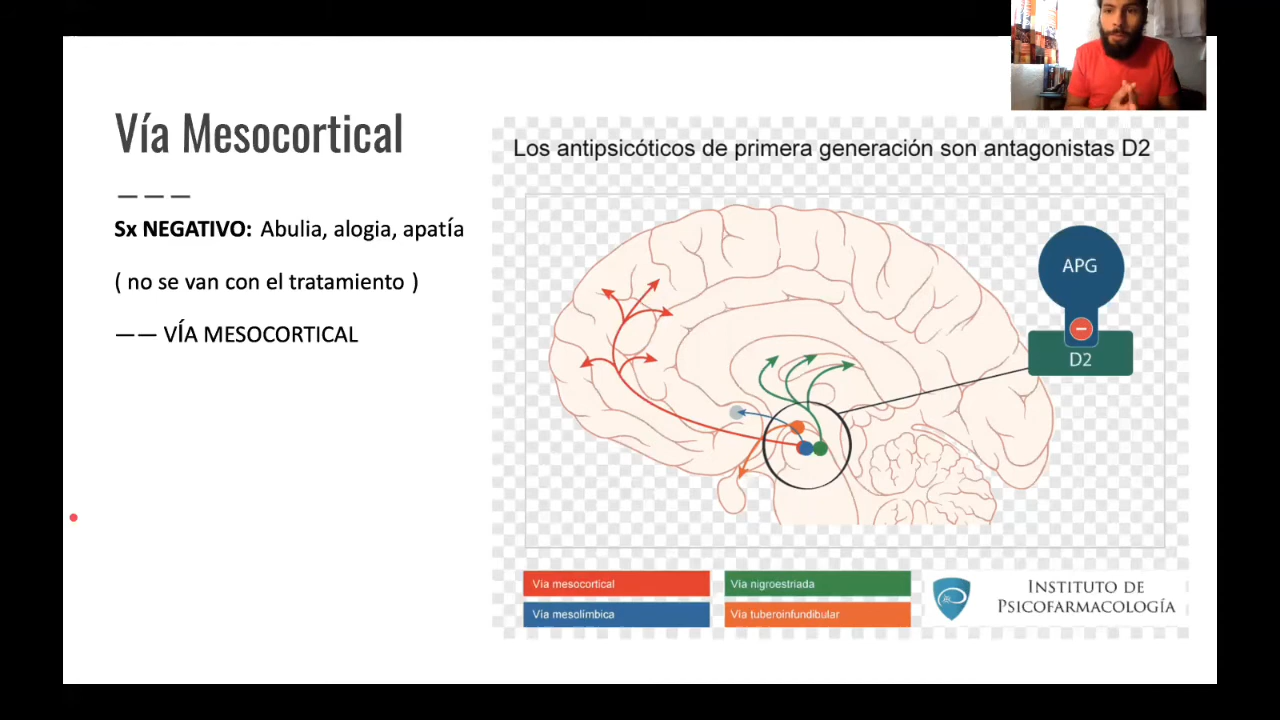 Vía Mesocortical
———
Sx NEGATIVO: Abulia, alogia, apatía
( no se van con el tratamiento )
—— VÍA MESOCORTICAL
Los antipsicóticos de primera generación son antagonistas D2
APG
D2
Vía mesocortical
Vía nigroestriada
Vía mesolímbica
Vía tuberoinfundibular
INSTITUTO DE
PSICOFARMACOLOGÍA